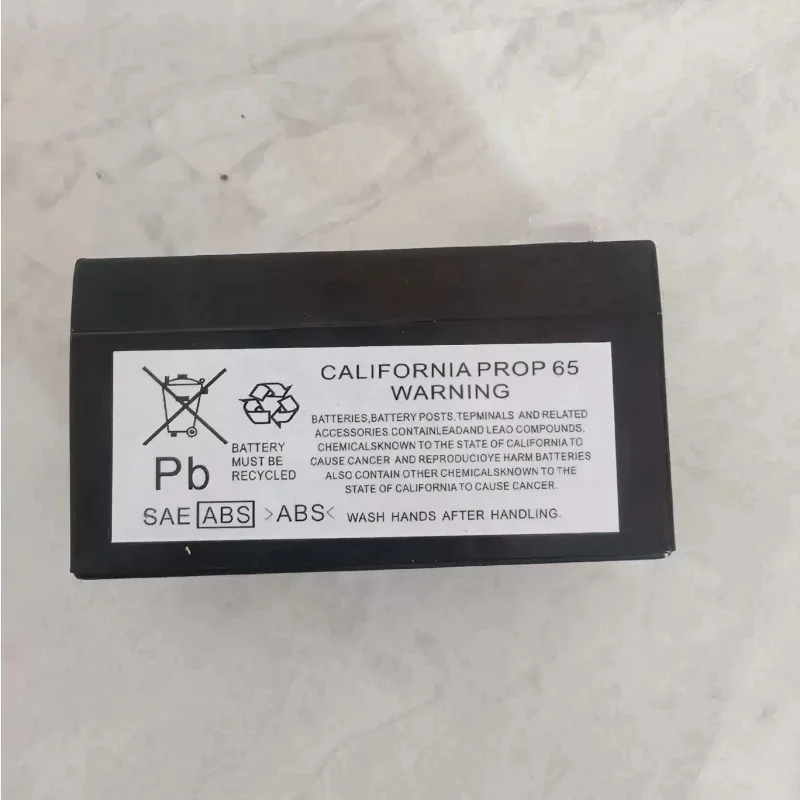 CALIFORNIA PROP 65
WARNING
BATTERIES,BATTERY POSTS, TEPMINALS AND RELATED
ACCESSORIES CONTAINLEADAND LEAO COMPOUNDS.
CHEMICALSKNOWN TO THE STATE OF CALIFORNIA TO
CAUSE CANCER AND REPRODUCIOYE HARM BATTERIES
ALSO CONTAIN OTHER CHEMICALSKNOWN TO THE
STATE OF CALIFORNIA TO CAUSE CANCER.
BATTERY
MUST BE
RECYCLED
Pb
SAE ABS >ABS< WASH HANDS AFTER HANDLING.